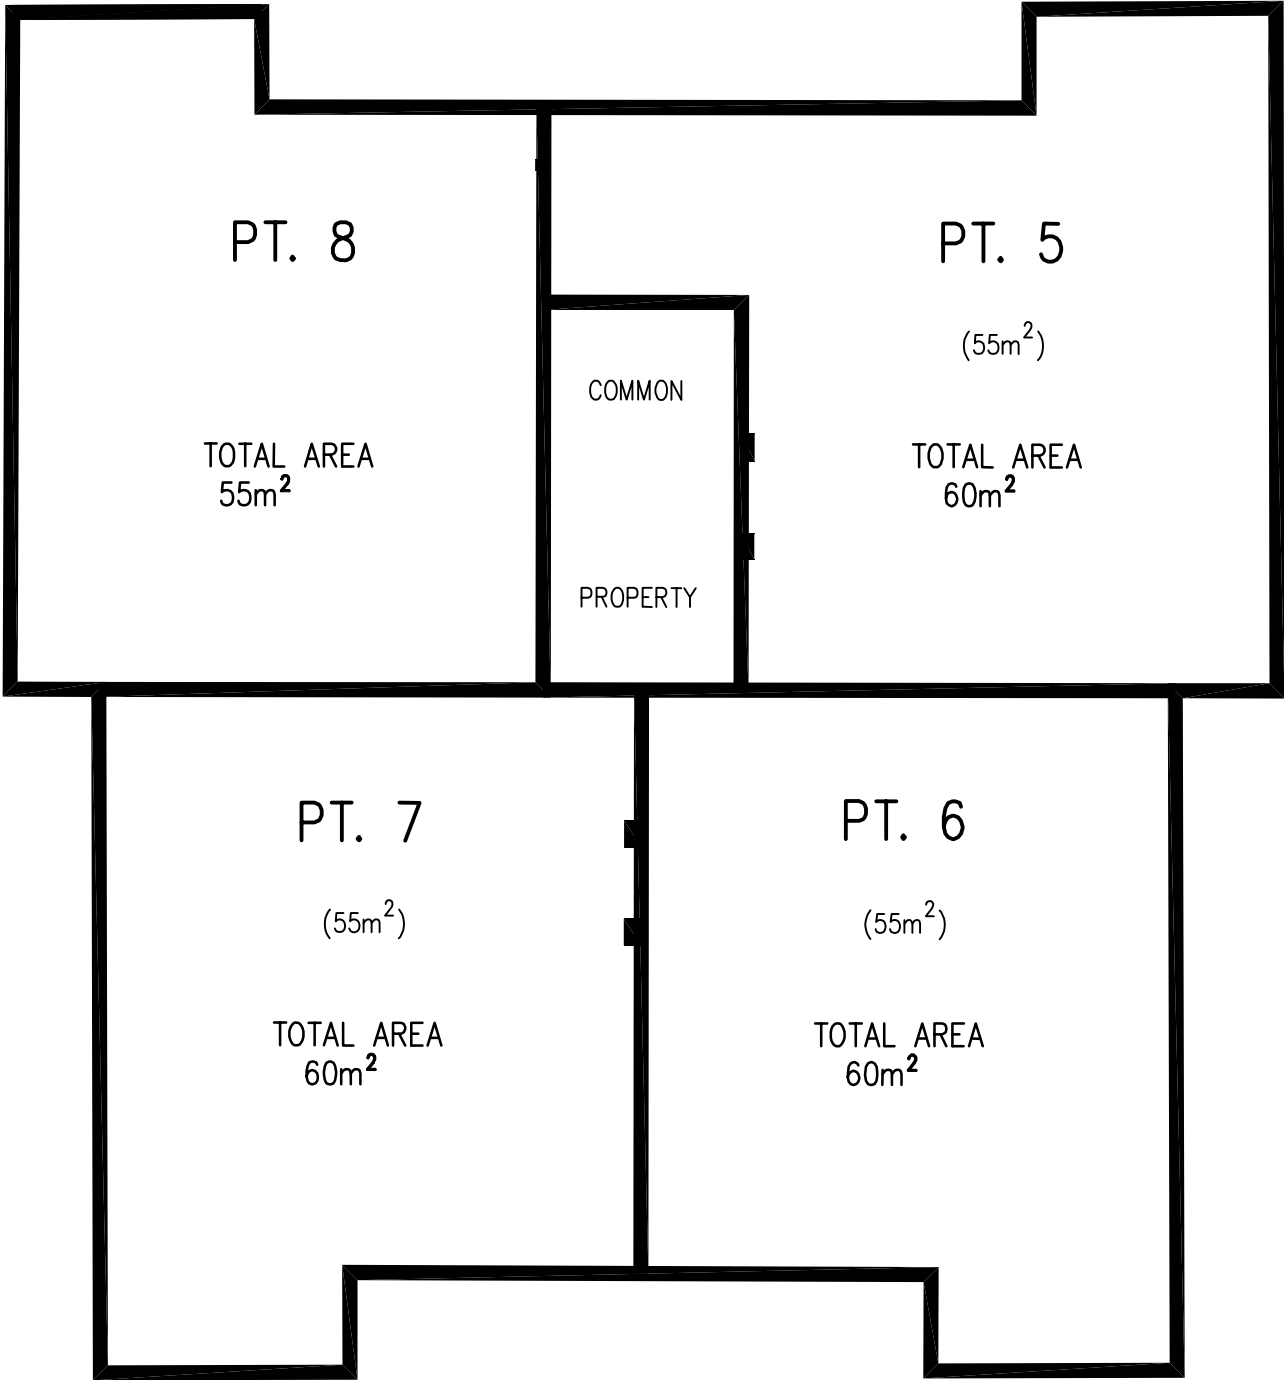 PT. 8
TOTAL AREA
55m²
PT. 5
(55m²)
TOTAL AREA
60m²
COMMON
PROPERTY
PT. 7
(55m²)
TOTAL AREA
60m²
PT. 6
(55m²)
TOTAL AREA
60m²